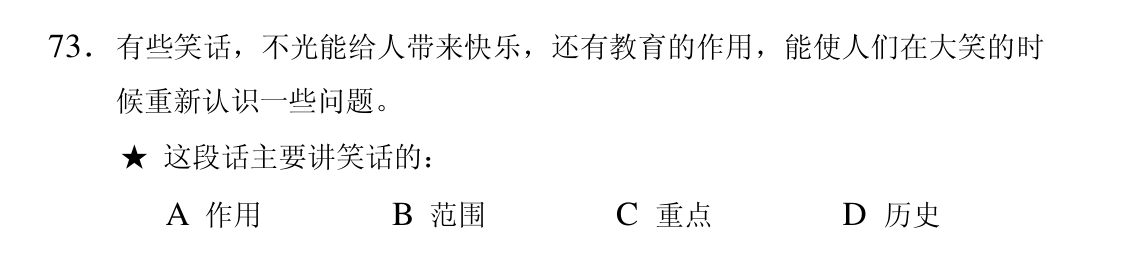 73. 有些笑话，不光能给人带来快乐，还有教育的作用，能使人们在大笑的时
候重新认识一些问题。
★ 这段话主要讲笑话的：
A 作用 B 范围 C 重点 D 历史